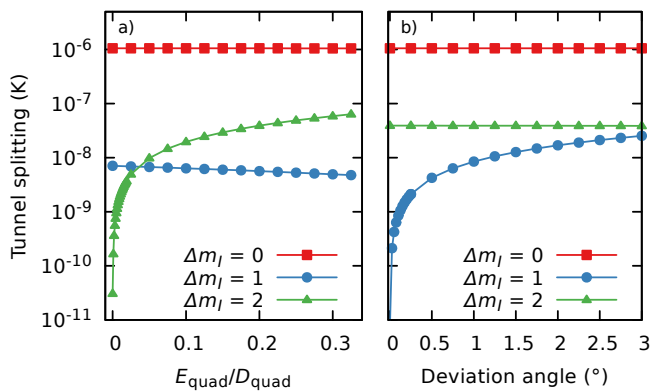 a)
b)
Tunnel splitting (K)
10⁻⁶
10⁻⁷
10⁻⁸
10⁻⁹
10⁻¹⁰
10⁻¹¹
Δm_I = 0
Δm_I = 1
Δm_I = 2
Δm_I = 0
Δm_I = 1
Δm_I = 2
0 0.1 0.2 0.3
0 0.5 1 1.5 2 2.5 3
E_quad/D_quad
Deviation angle (°)